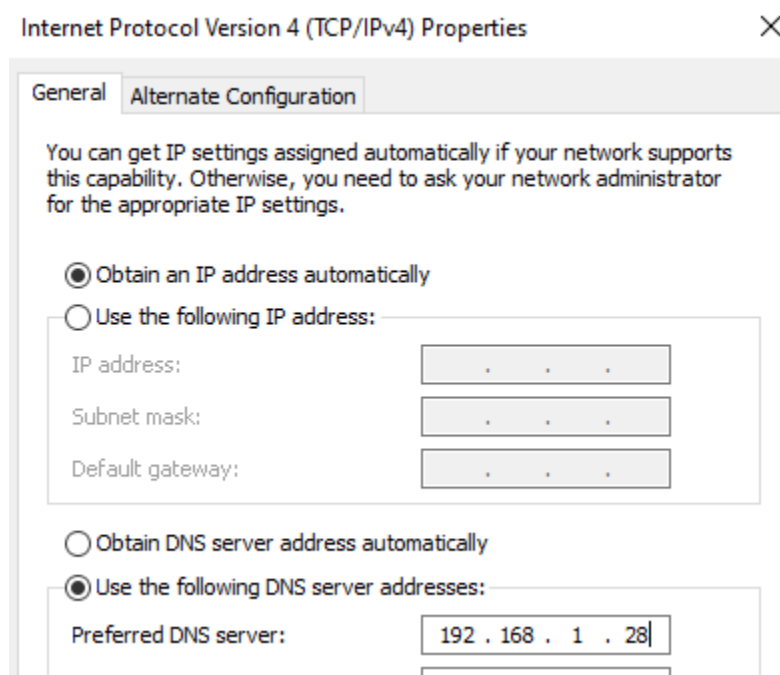 Internet Protocol Version 4 (TCP/IPv4) Properties
General
Alternate Configuration
You can get IP settings assigned automatically if your network supports
this capability. Otherwise, you need to ask your network administrator
for the appropriate IP settings.
Obtain an IP address automatically
Use the following IP address:
IP address:
Subnet mask:
Default gateway:
Obtain DNS server address automatically
Use the following DNS server addresses:
Preferred DNS server: 192 . 168 . 1 . 28